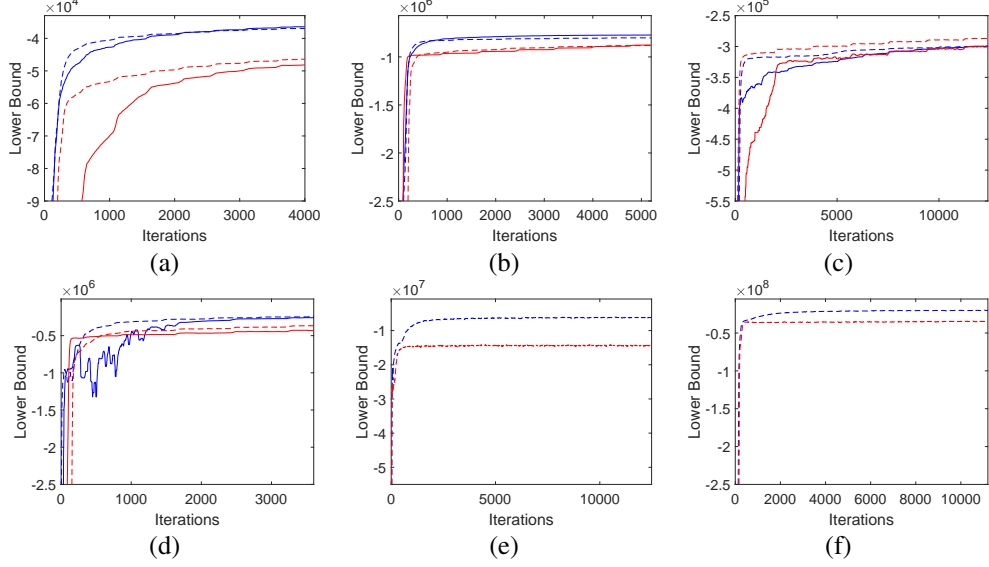 ×10⁴
-3
-5
-7
-9
Lower Bound
0 1000 2000 3000 4000
Iterations
(a)
×10⁶
-0.5
-1
-1.5
-2
-2.5
Lower Bound
0 1000 2000 3000 4000 5000
Iterations
(b)
×10⁵
-2.5
-3
-3.5
-4
-4.5
-5
-5.5
Lower Bound
0 5000 10000
Iterations
(c)
×10⁶
-0.5
-1
-1.5
-2
-2.5
Lower Bound
0 1000 2000 3000
Iterations
(d)
×10⁷
-1
-2
-3
-4
-5
Lower Bound
0 5000 10000
Iterations
(e)
×10⁸
-0.5
-1
-1.5
-2
-2.5
Lower Bound
0 2000 4000 6000 8000 10000
Iterations
(f)